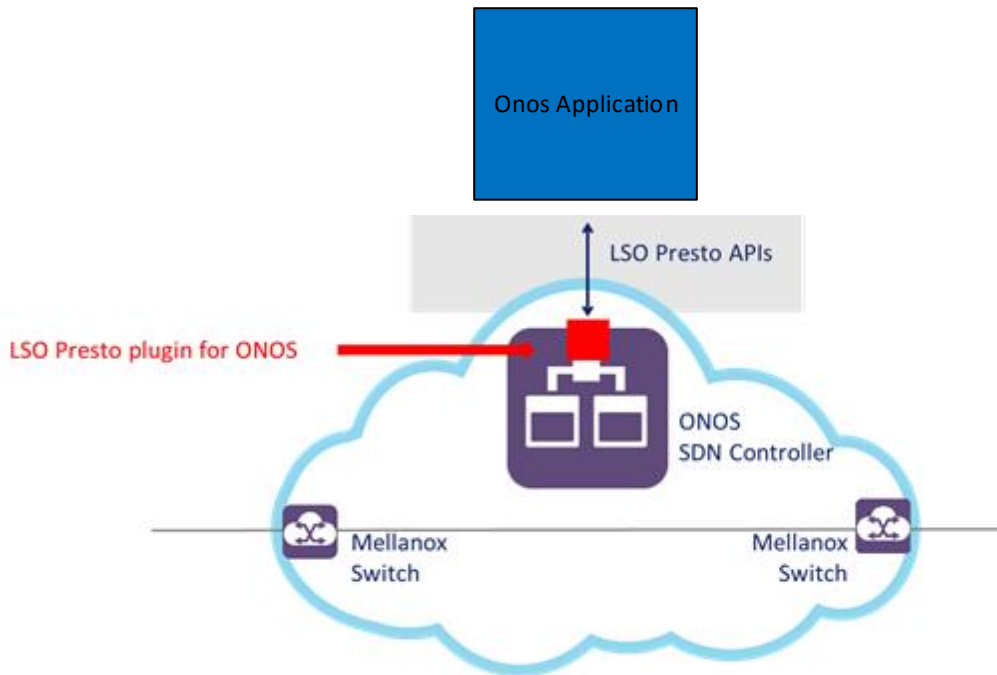 Onos Application
LSO Presto APIs
LSO Presto plugin for ONOS
ONOS
SDN Controller
Mellanox
Switch
Mellanox
Switch